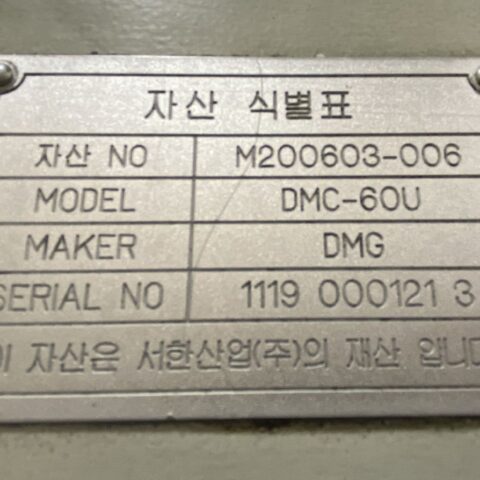 자산 식별표
자산 NO M200603-006
MODEL DMC-60U
MAKER DMG
SERIAL NO 1119 000121 3
이 자산은 서한산업(주)의 재산 입니다